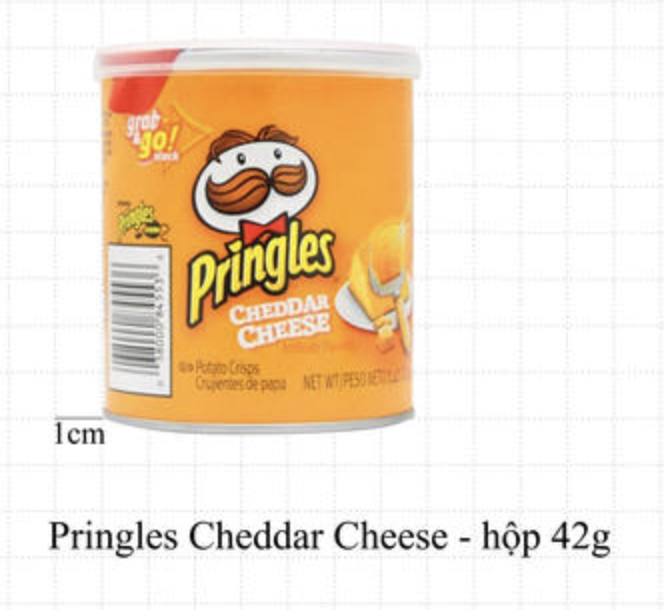 grab
& go!
snack
Pringles
Pringles
CHEDDAR
CHEESE
Potato Crisps
Crujientes de papa
NET WT/PESO NETO
1cm
Pringles Cheddar Cheese - hộp 42g